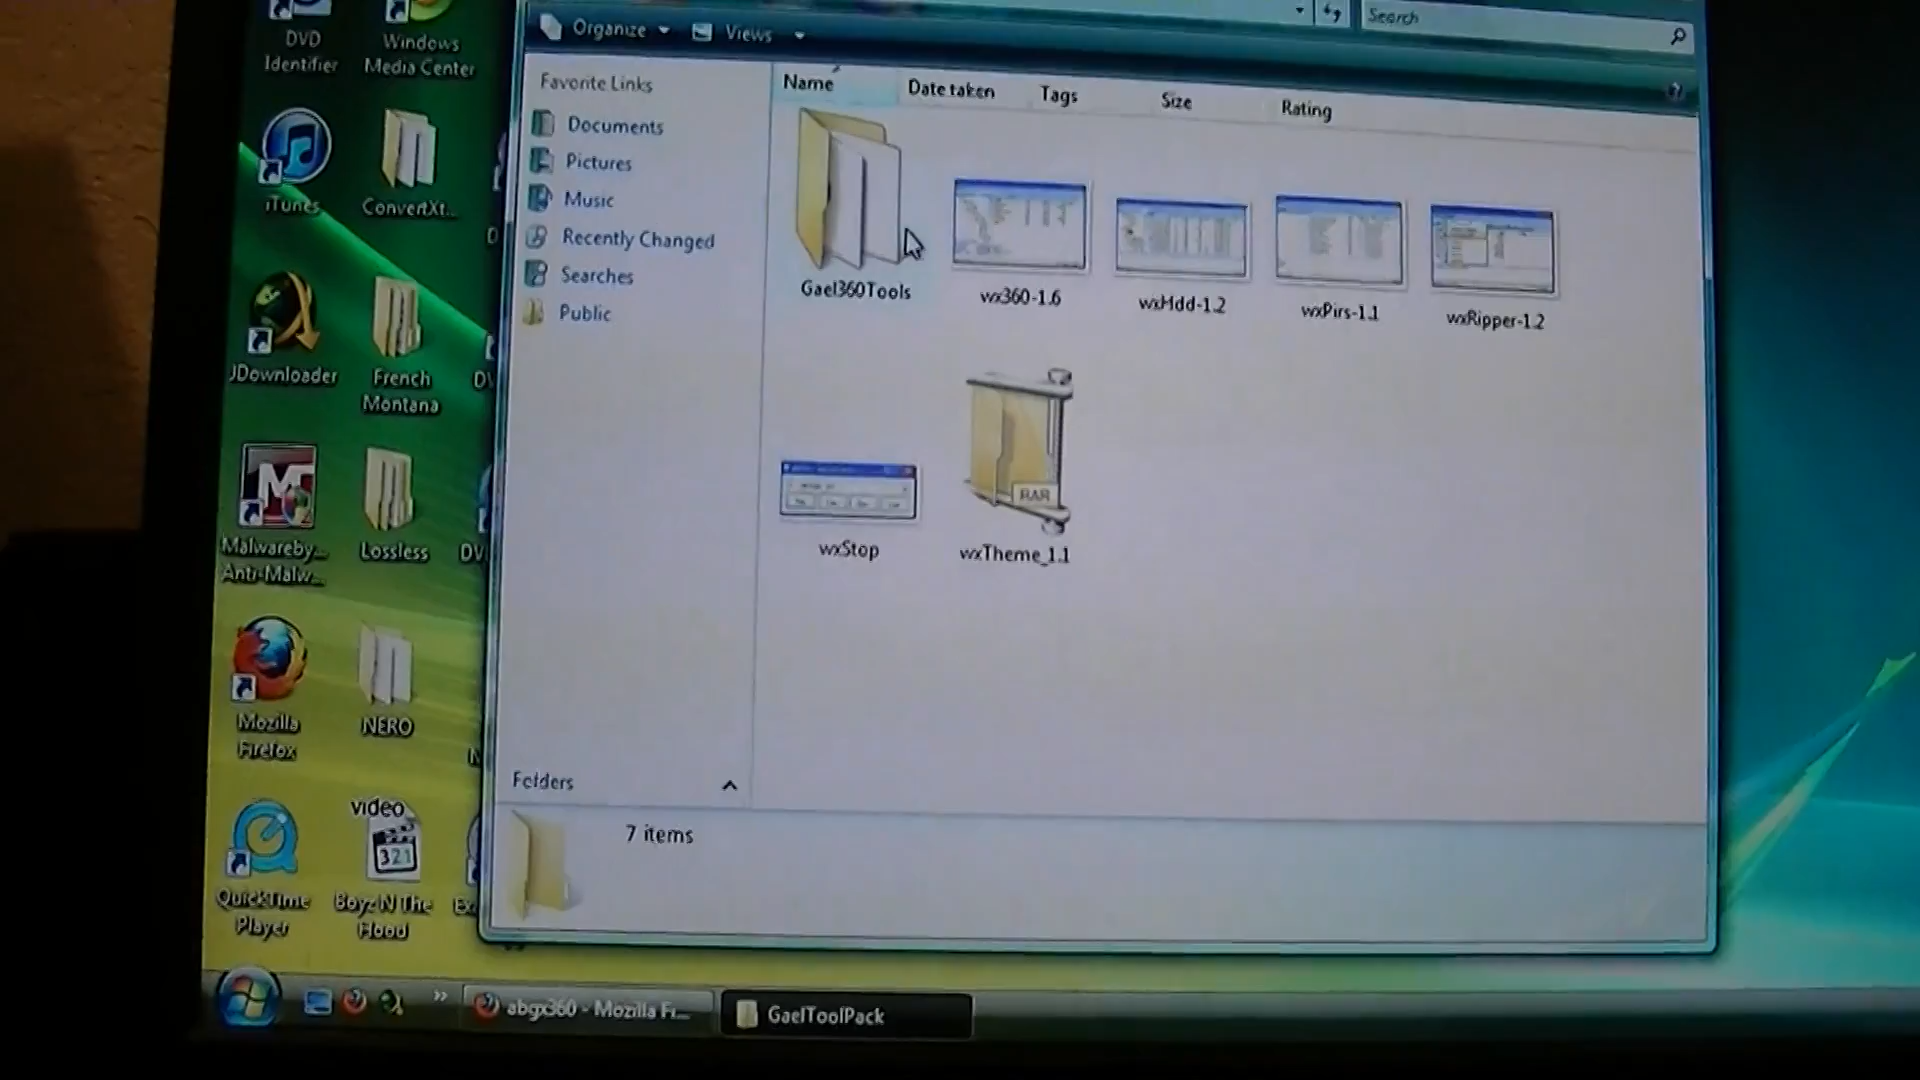 Organize
Views
Search
Favorite Links
Documents
Pictures
Music
Recently Changed
Searches
Public
Folders
Name
Date taken
Tags
Size
Rating
Gael360Tools
wx360-1.6
wxHdd-1.2
wxPirs-1.1
wxRipper-1.2
wxStop
RAR
wxTheme_1.1
7 items
DVD
Identifier
Windows
Media Center
iTunes
ConvertXt...
JDownloader
French
Montana
Malwareby...
Anti-Malw...
Lossless
Mozilla
Firefox
NERO
QuickTime
Player
video
321
Boyz N The
Hood
abgx360 - Mozilla Fi...
GaelToolPack